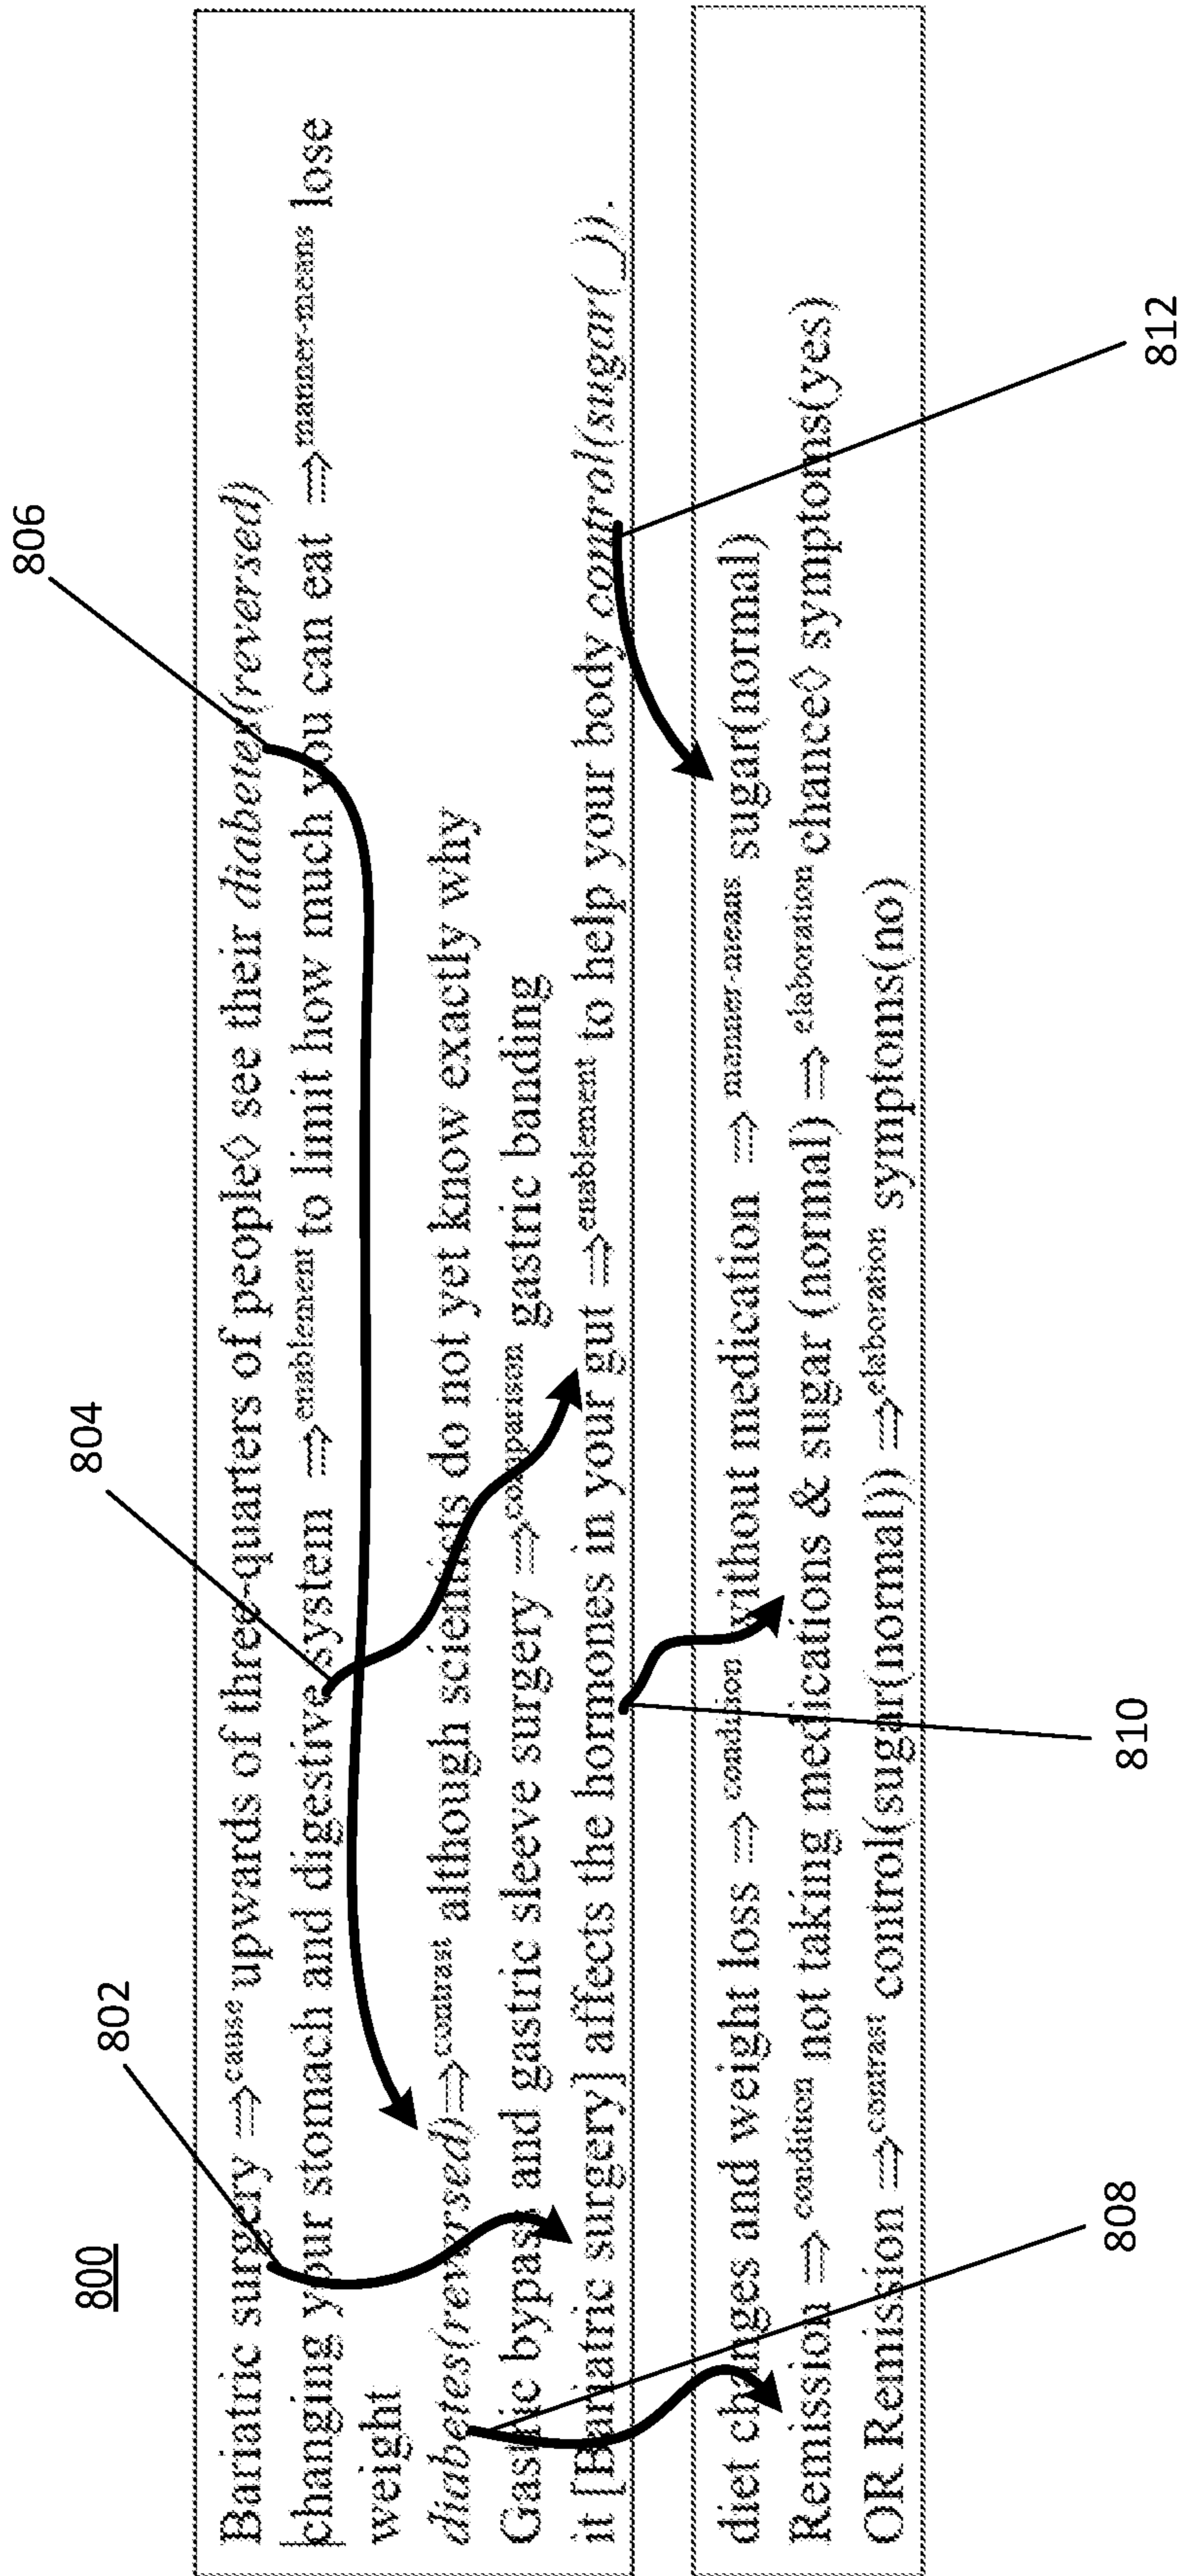 800
802
804
806
Bariatric surgery ⇒cause upwards of three-quarters of people◊ see their diabetes(reversed)
changing your stomach and digestive system ⇒enablement to limit how much you can eat ⇒manner-means lose
weight
diabetes(reversed)⇒contrast although scientists do not yet know exactly why
Gastric bypass and gastric sleeve surgery ⇒comparison gastric banding
it [Bariatric surgery] affects the hormones in your gut ⇒enablement to help your body control(sugar(_)).
diet changes and weight loss ⇒condition without medication ⇒manner-means sugar(normal)
Remission ⇒condition not taking medications & sugar (normal) ⇒elaboration chance◊ symptoms(yes)
OR Remission ⇒contrast control(sugar(normal)) ⇒elaboration symptoms(no)
808
810
812